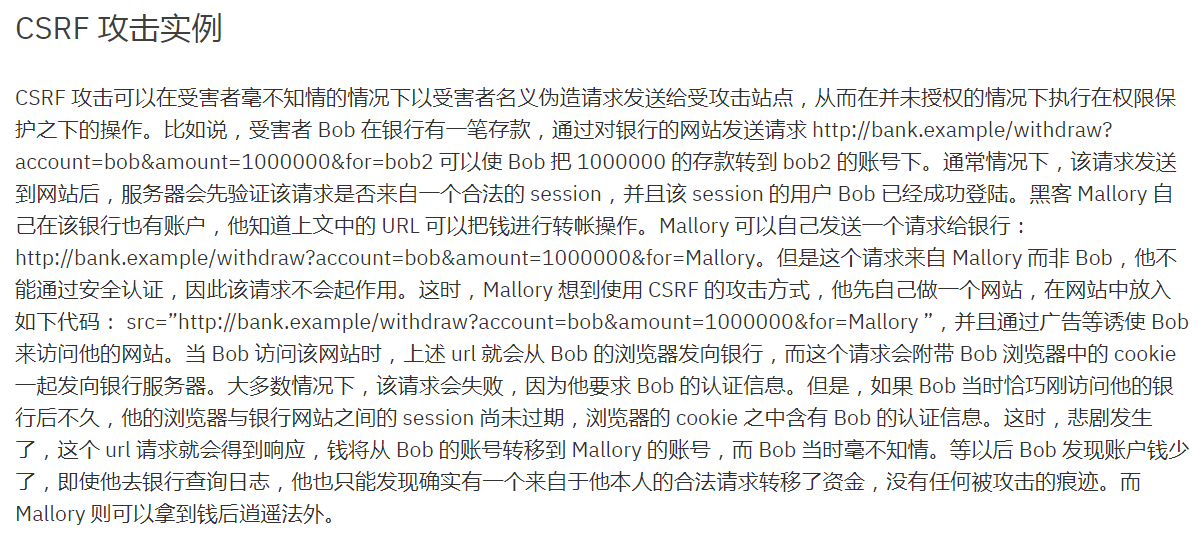 CSRF 攻击实例
CSRF 攻击可以在受害者毫不知情的情况下以受害者名义伪造请求发送给受攻击站点，从而在并未授权的情况下执行在权限保
护之下的操作。比如说，受害者 Bob 在银行有一笔存款，通过对银行的网站发送请求 http://bank.example/withdraw?
account=bob&amount=1000000&for=bob2 可以使 Bob 把 1000000 的存款转到 bob2 的账号下。通常情况下，该请求发送
到网站后，服务器会先验证该请求是否来自一个合法的 session，并且该 session 的用户 Bob 已经成功登陆。黑客 Mallory 自
己在该银行也有账户，他知道上文中的 URL 可以把钱进行转帐操作。Mallory 可以自己发送一个请求给银行：
http://bank.example/withdraw?account=bob&amount=1000000&for=Mallory。但是这个请求来自 Mallory 而非 Bob，他不
能通过安全认证，因此该请求不会起作用。这时，Mallory 想到使用 CSRF 的攻击方式，他先自己做一个网站，在网站中放入
如下代码： src=”http://bank.example/withdraw?account=bob&amount=1000000&for=Mallory ”，并且通过广告等诱使 Bob
来访问他的网站。当 Bob 访问该网站时，上述 url 就会从 Bob 的浏览器发向银行，而这个请求会附带 Bob 浏览器中的 cookie
一起发向银行服务器。大多数情况下，该请求会失败，因为他要求 Bob 的认证信息。但是，如果 Bob 当时恰巧刚访问他的银
行后不久，他的浏览器与银行网站之间的 session 尚未过期，浏览器的 cookie 之中含有 Bob 的认证信息。这时，悲剧发生
了，这个 url 请求就会得到响应，钱将从 Bob 的账号转移到 Mallory 的账号，而 Bob 当时毫不知情。等以后 Bob 发现账户钱少
了，即使他去银行查询日志，他也只能发现确实有一个来自于他本人的合法请求转移了资金，没有任何被攻击的痕迹。而
Mallory 则可以拿到钱后逍遥法外。